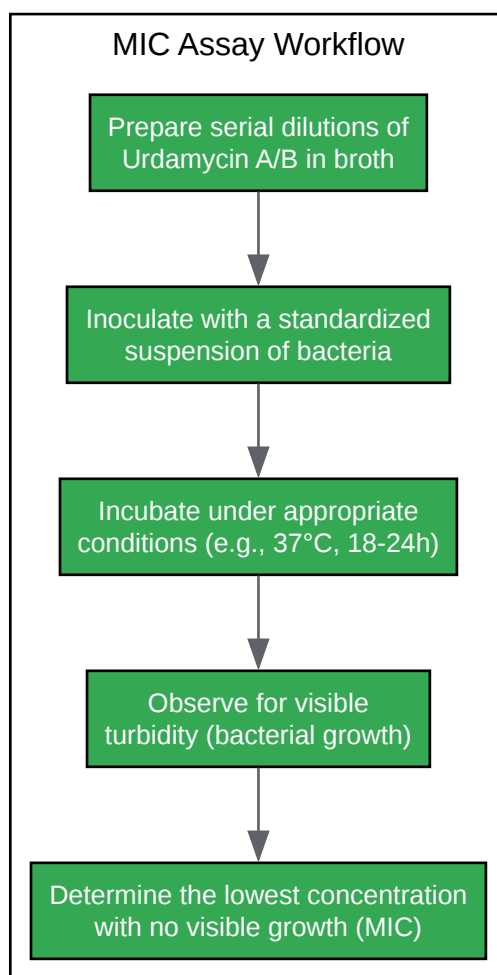 MIC Assay Workflow
Prepare serial dilutions of
Urdamycin A/B in broth
Inoculate with a standardized
suspension of bacteria
Incubate under appropriate
conditions (e.g., 37°C, 18-24h)
Observe for visible
turbidity (bacterial growth)
Determine the lowest concentration
with no visible growth (MIC)